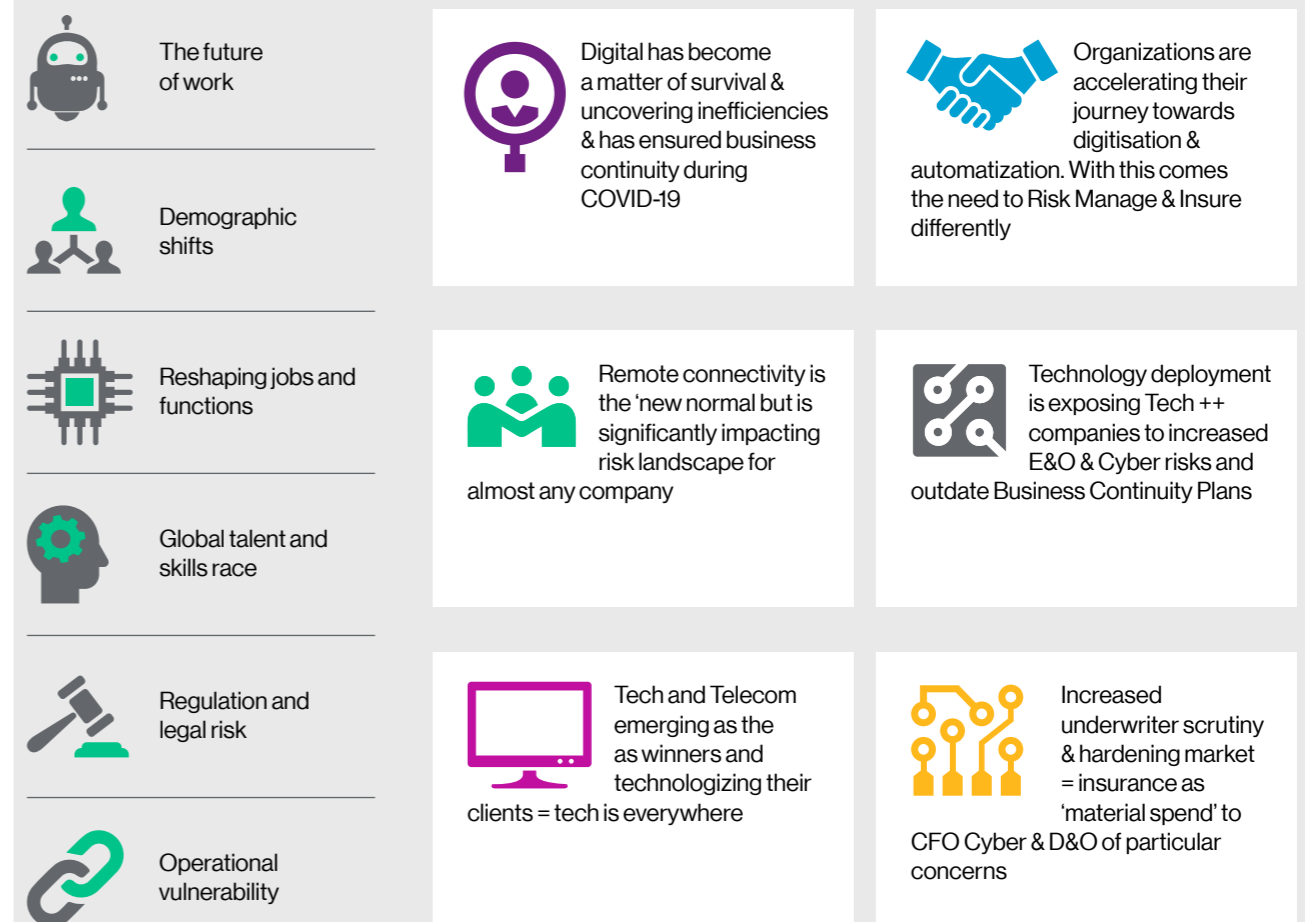 The future
of work
Demographic
shifts
Reshaping jobs and
functions
Global talent and
skills race
Regulation and
legal risk
Operational
vulnerability
Digital has become
a matter of survival &
uncovering inefficiencies
& has ensured business
continuity during
COVID-19
Organizations are
accelerating their
journey towards
digitisation &
automatization. With this comes
the need to Risk Manage & Insure
differently
Remote connectivity is
the ‘new normal but is
significantly impacting
risk landscape for
almost any company
Technology deployment
is exposing Tech ++
companies to increased
E&O & Cyber risks and
outdate Business Continuity Plans
Tech and Telecom
emerging as the
as winners and
technologizing their
clients = tech is everywhere
Increased
underwriter scrutiny
& hardening market
= insurance as
‘material spend’ to
CFO Cyber & D&O of particular
concerns